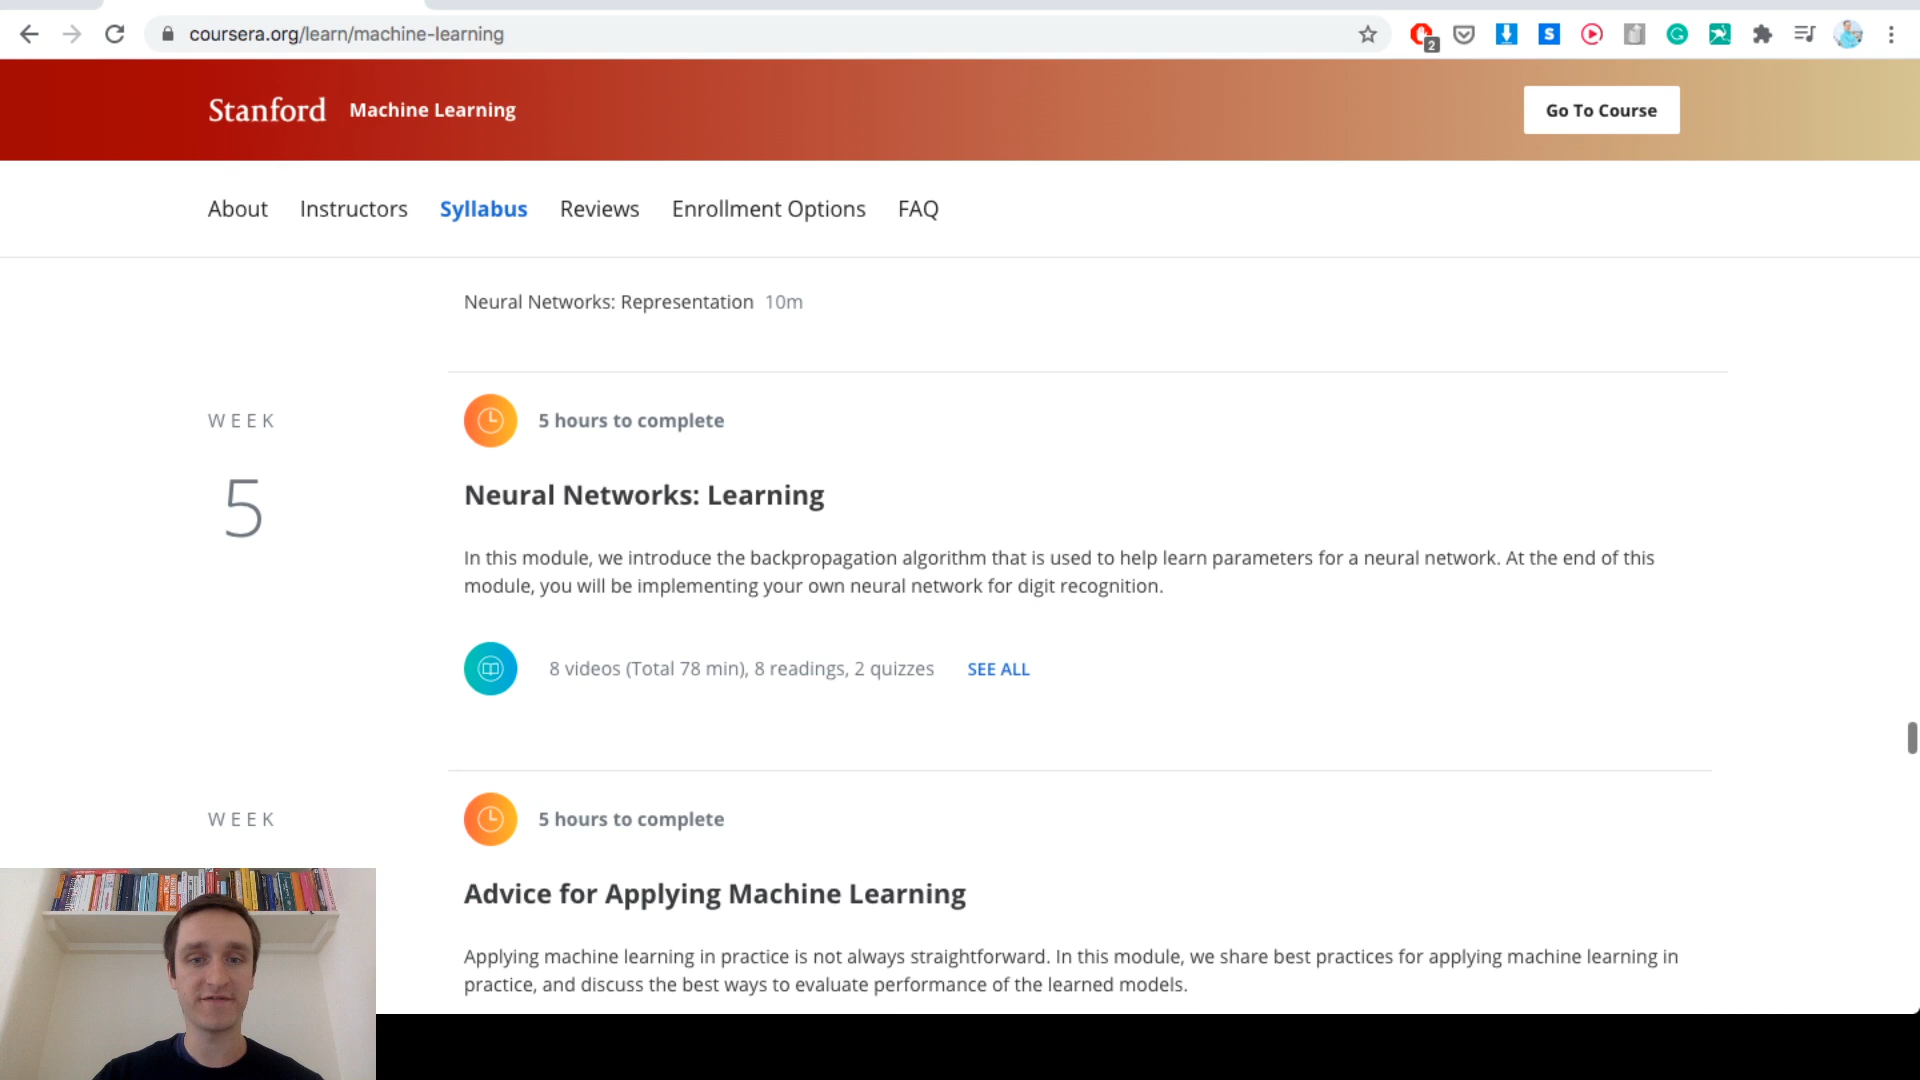 coursera.org/learn/machine-learning
2
S
Stanford Machine Learning
Go To Course
About Instructors Syllabus Reviews Enrollment Options FAQ
Neural Networks: Representation 10m
WEEK
5
5 hours to complete
Neural Networks: Learning
In this module, we introduce the backpropagation algorithm that is used to help learn parameters for a neural network. At the end of this
module, you will be implementing your own neural network for digit recognition.
8 videos (Total 78 min), 8 readings, 2 quizzes SEE ALL
WEEK
5 hours to complete
Advice for Applying Machine Learning
Applying machine learning in practice is not always straightforward. In this module, we share best practices for applying machine learning in
practice, and discuss the best ways to evaluate performance of the learned models.